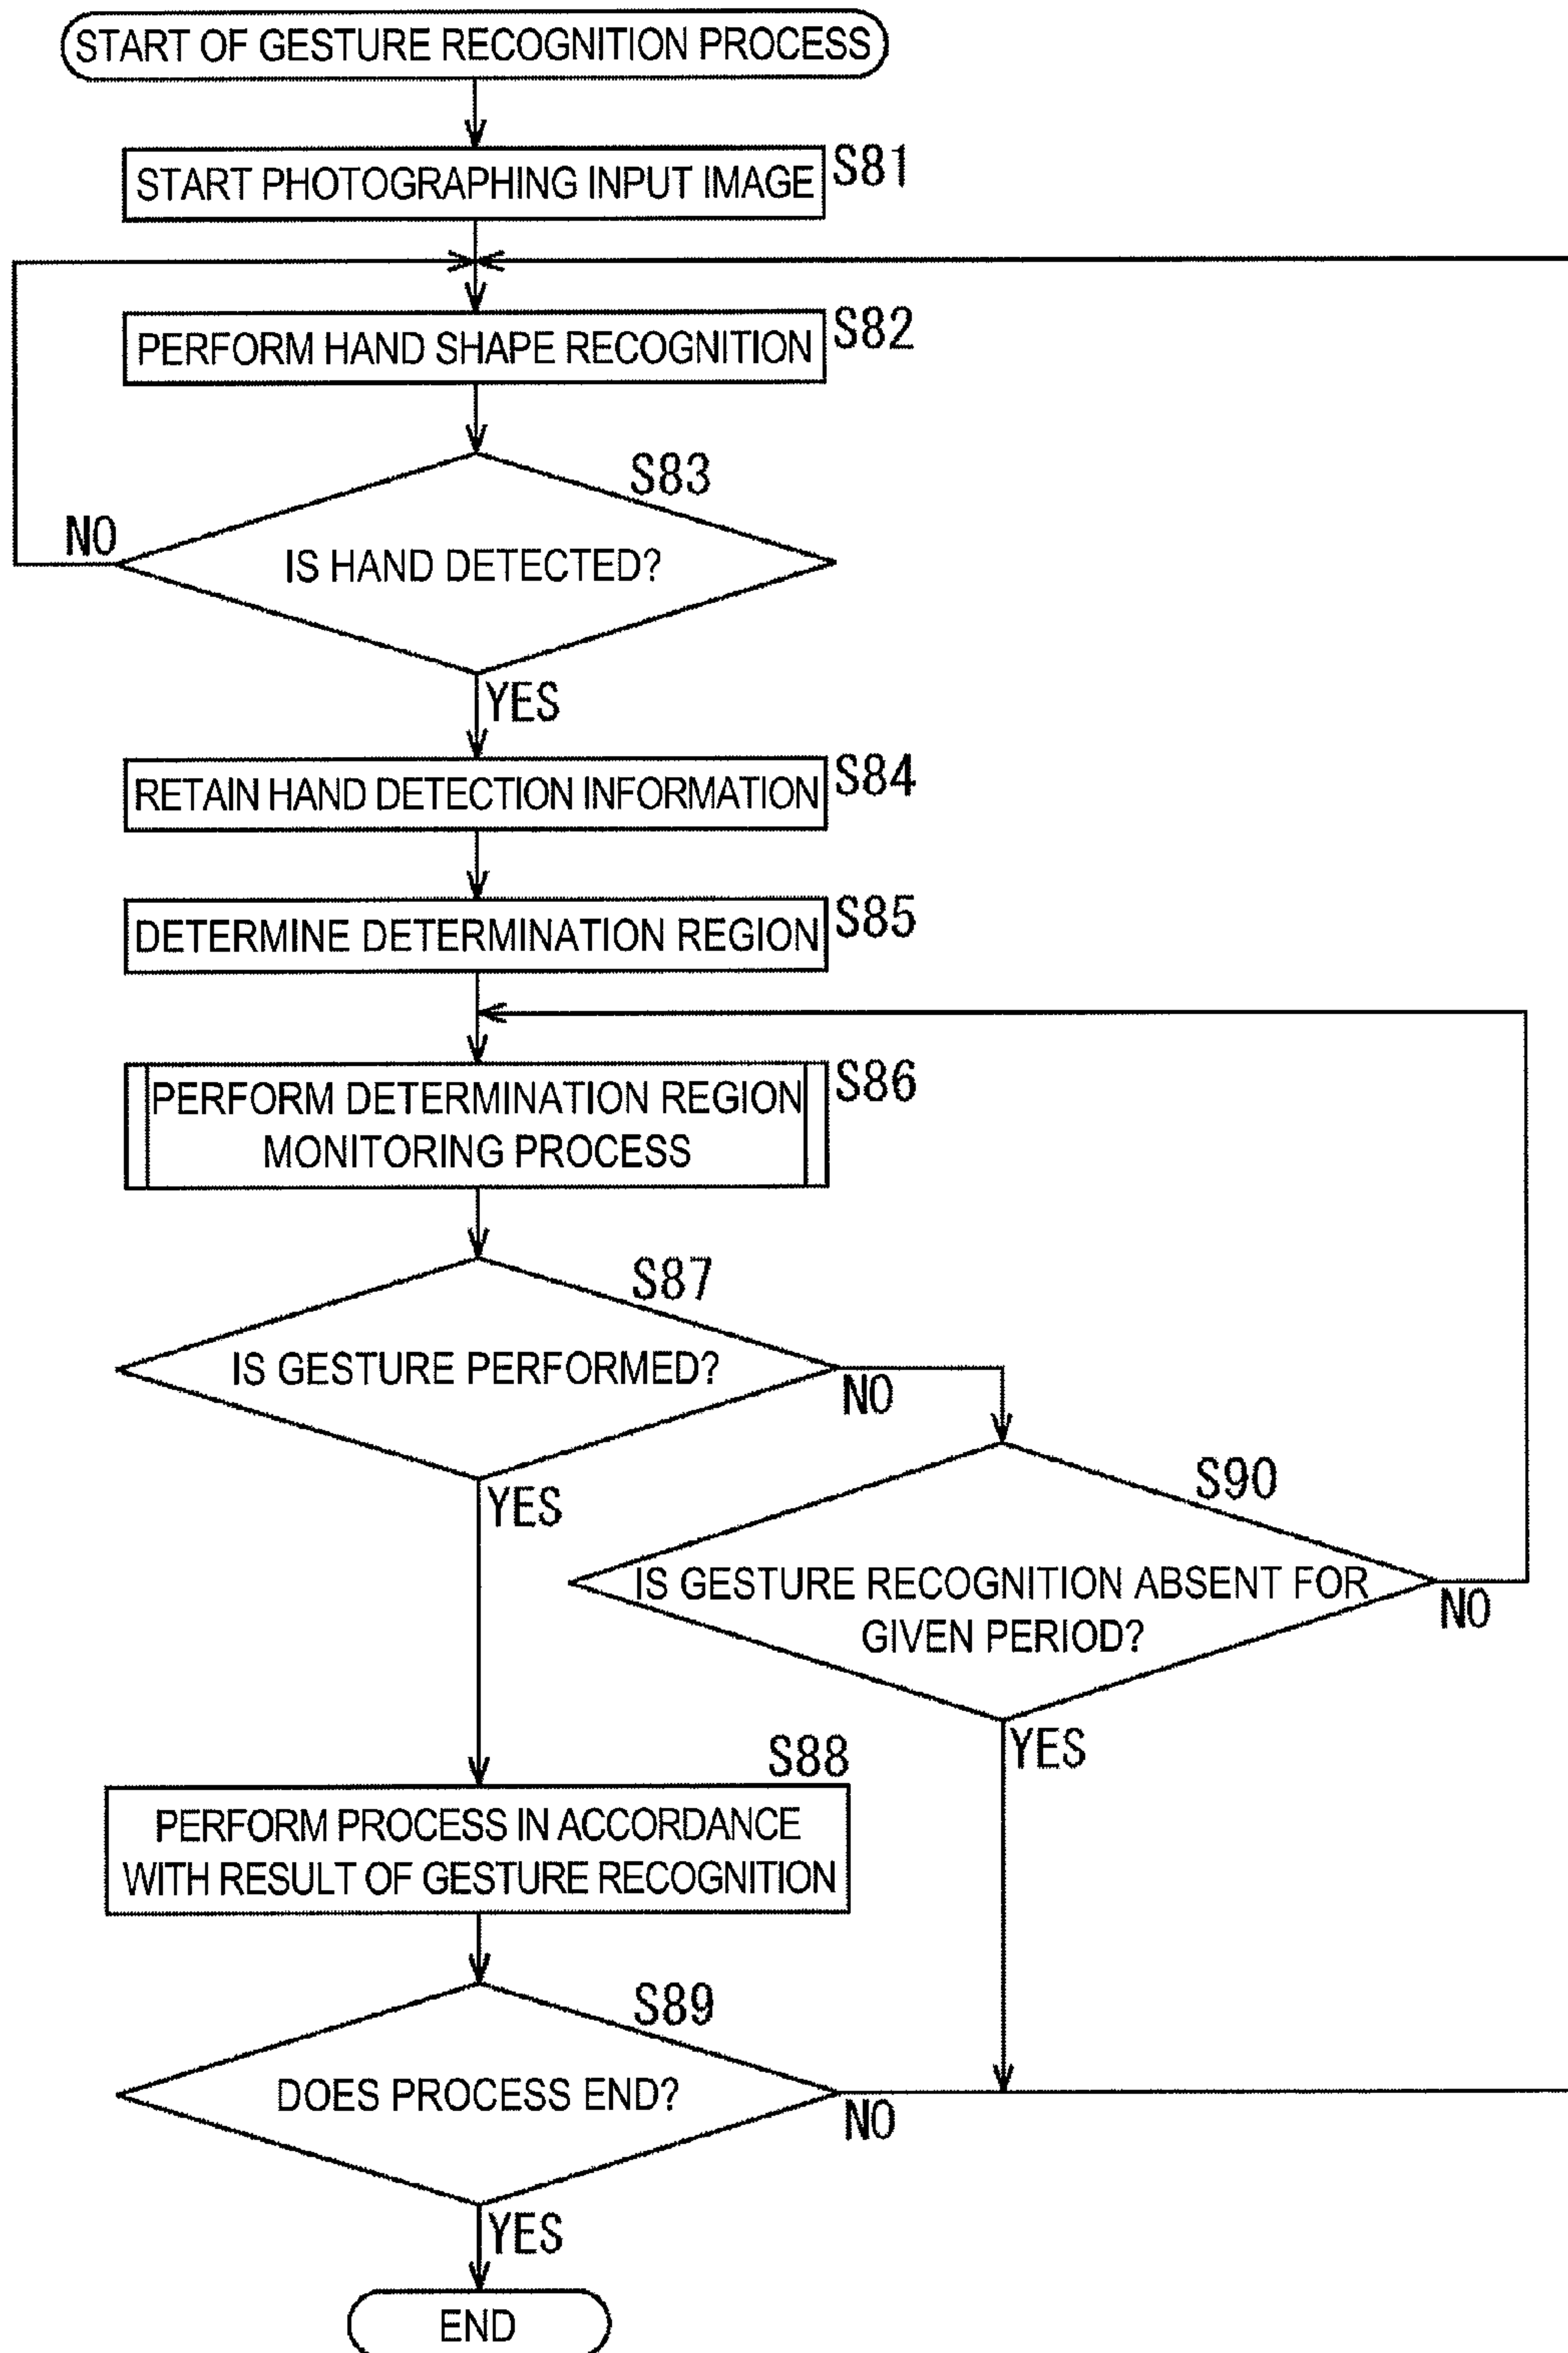 START OF GESTURE RECOGNITION PROCESS
START PHOTOGRAPHING INPUT IMAGE
S81
PERFORM HAND SHAPE RECOGNITION
S82
S83
NO
IS HAND DETECTED?
YES
RETAIN HAND DETECTION INFORMATION
S84
DETERMINE DETERMINATION REGION
S85
PERFORM DETERMINATION REGION
MONITORING PROCESS
S86
S87
IS GESTURE PERFORMED?
NO
YES
S90
IS GESTURE RECOGNITION ABSENT FOR
GIVEN PERIOD?
NO
YES
S88
PERFORM PROCESS IN ACCORDANCE
WITH RESULT OF GESTURE RECOGNITION
S89
DOES PROCESS END?
NO
YES
END